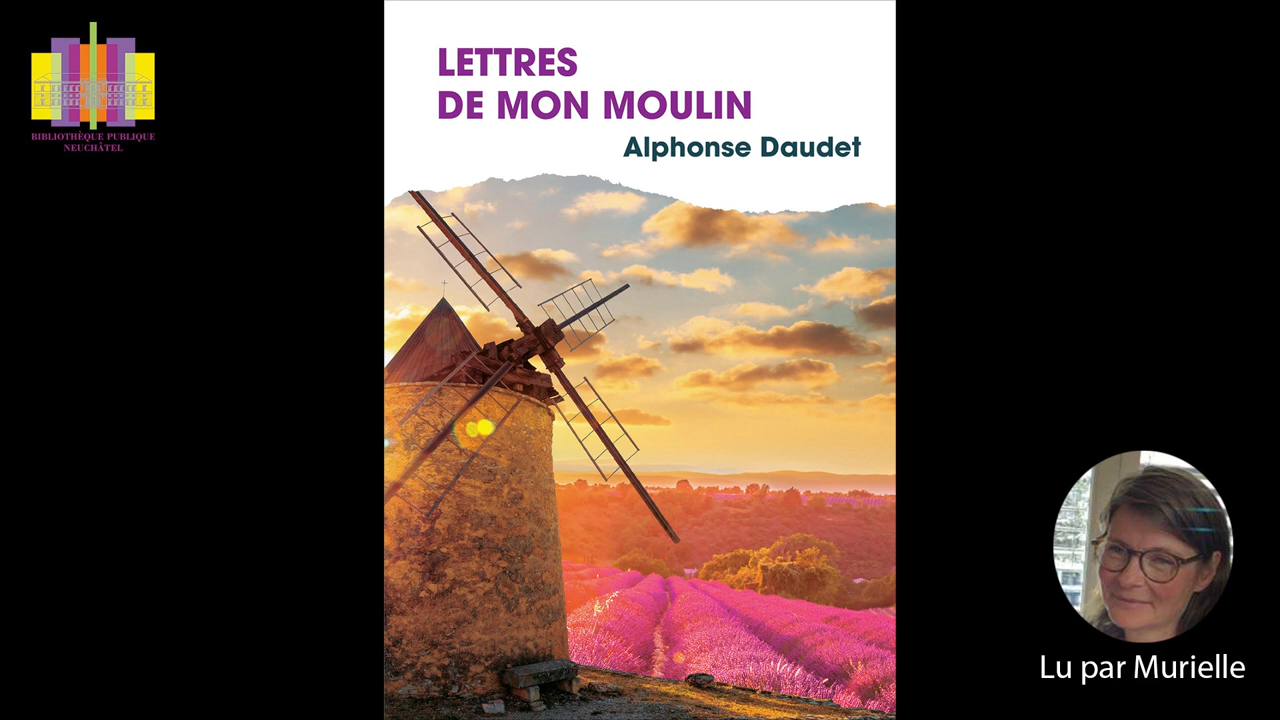 BIBLIOTHÈQUE PUBLIQUE
NEUCHÂTEL
LETTRES
DE MON MOULIN
Alphonse Daudet
Lu par Murielle